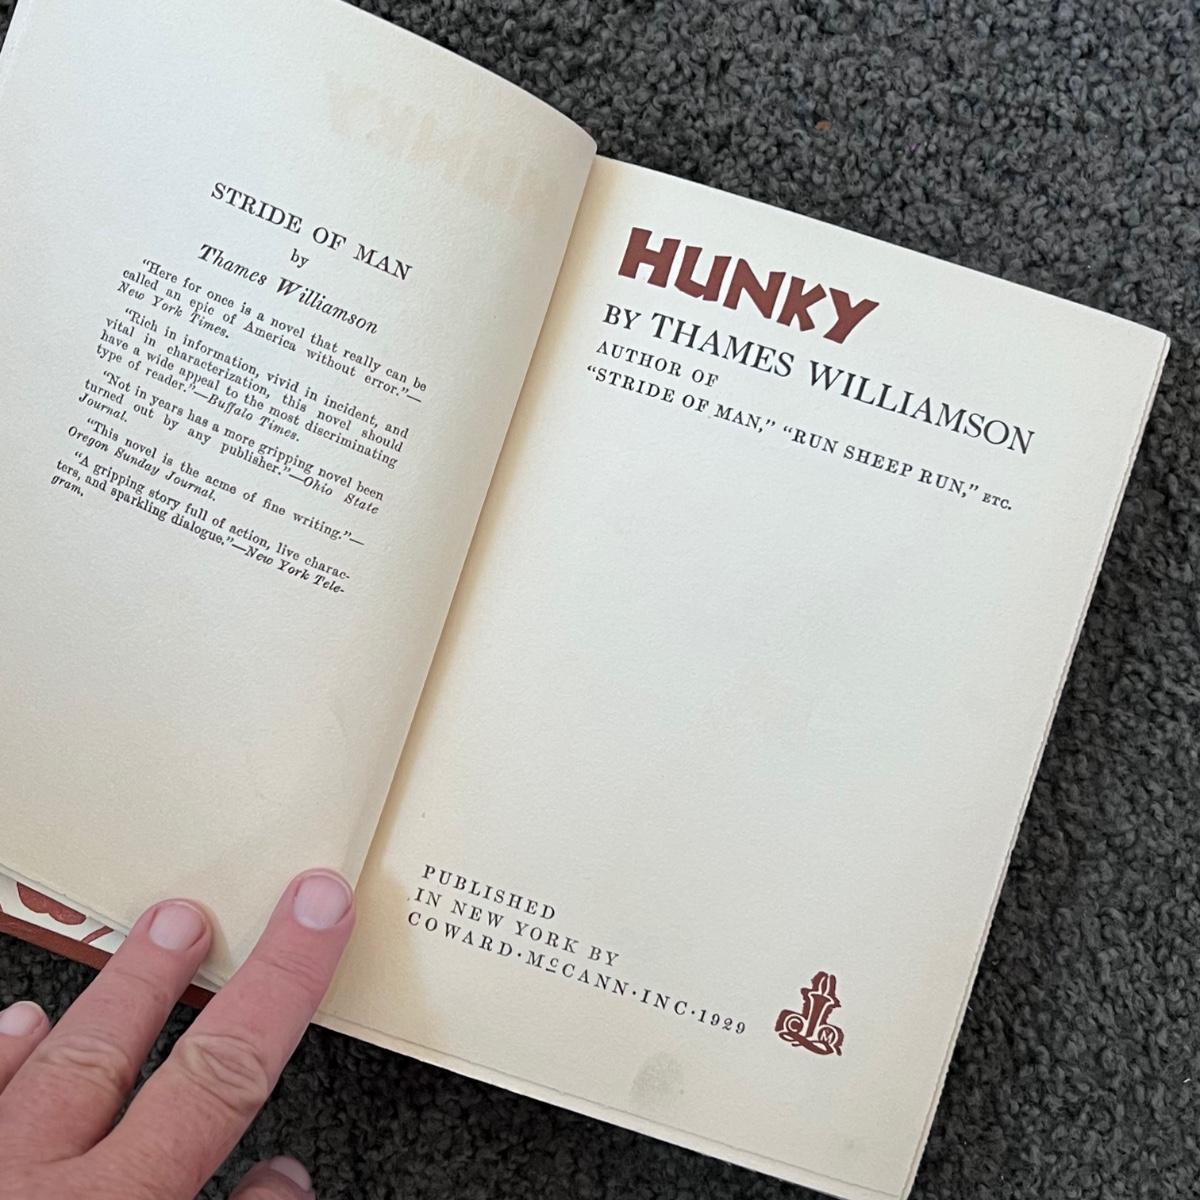 STRIDE OF MAN
by
Thames Williamson
"Here for once is a novel that really can be
called an epic of America without error."—
New York Times.
"Rich in information, vivid in incident, and
vital in characterization, this novel should
have a wide appeal to the most discriminating
type of reader."—Buffalo Times.
"Not in years has a more gripping novel been
turned out by any publisher."—Ohio State
Journal.
"This novel is the acme of fine writing."—
Oregon Sunday Journal.
"A gripping story full of action, live charac-
ters, and sparkling dialogue."—New York Tele-
gram.
HUNKY
BY THAMES WILLIAMSON
AUTHOR OF
"STRIDE OF MAN," "RUN SHEEP RUN," ETC.
PUBLISHED
IN NEW YORK BY
COWARD·McCANN·INC·1929
C M